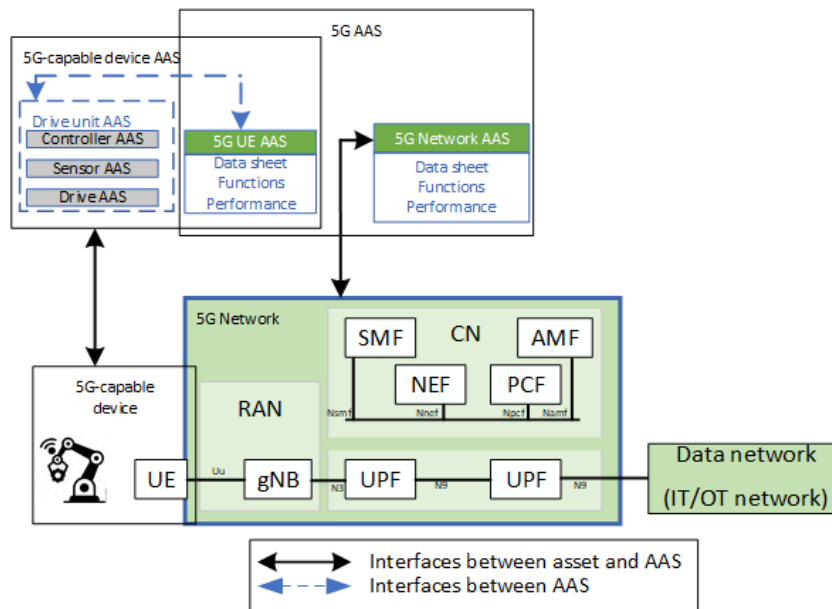 5G AAS
5G-capable device AAS
Drive unit AAS
Controller AAS
Sensor AAS
Drive AAS
5G UE AAS
Data sheet
Functions
Performance
5G Network AAS
Data sheet
Functions
Performance
5G Network
CN
SMF
AMF
NEF
PCF
Nsmf
Nnef
Npcf
Namf
5G-capable
device
RAN
UE
Uu
gNB
N3
UPF
N9
UPF
N9
Data network
(IT/OT network)
Interfaces between asset and AAS
Interfaces between AAS